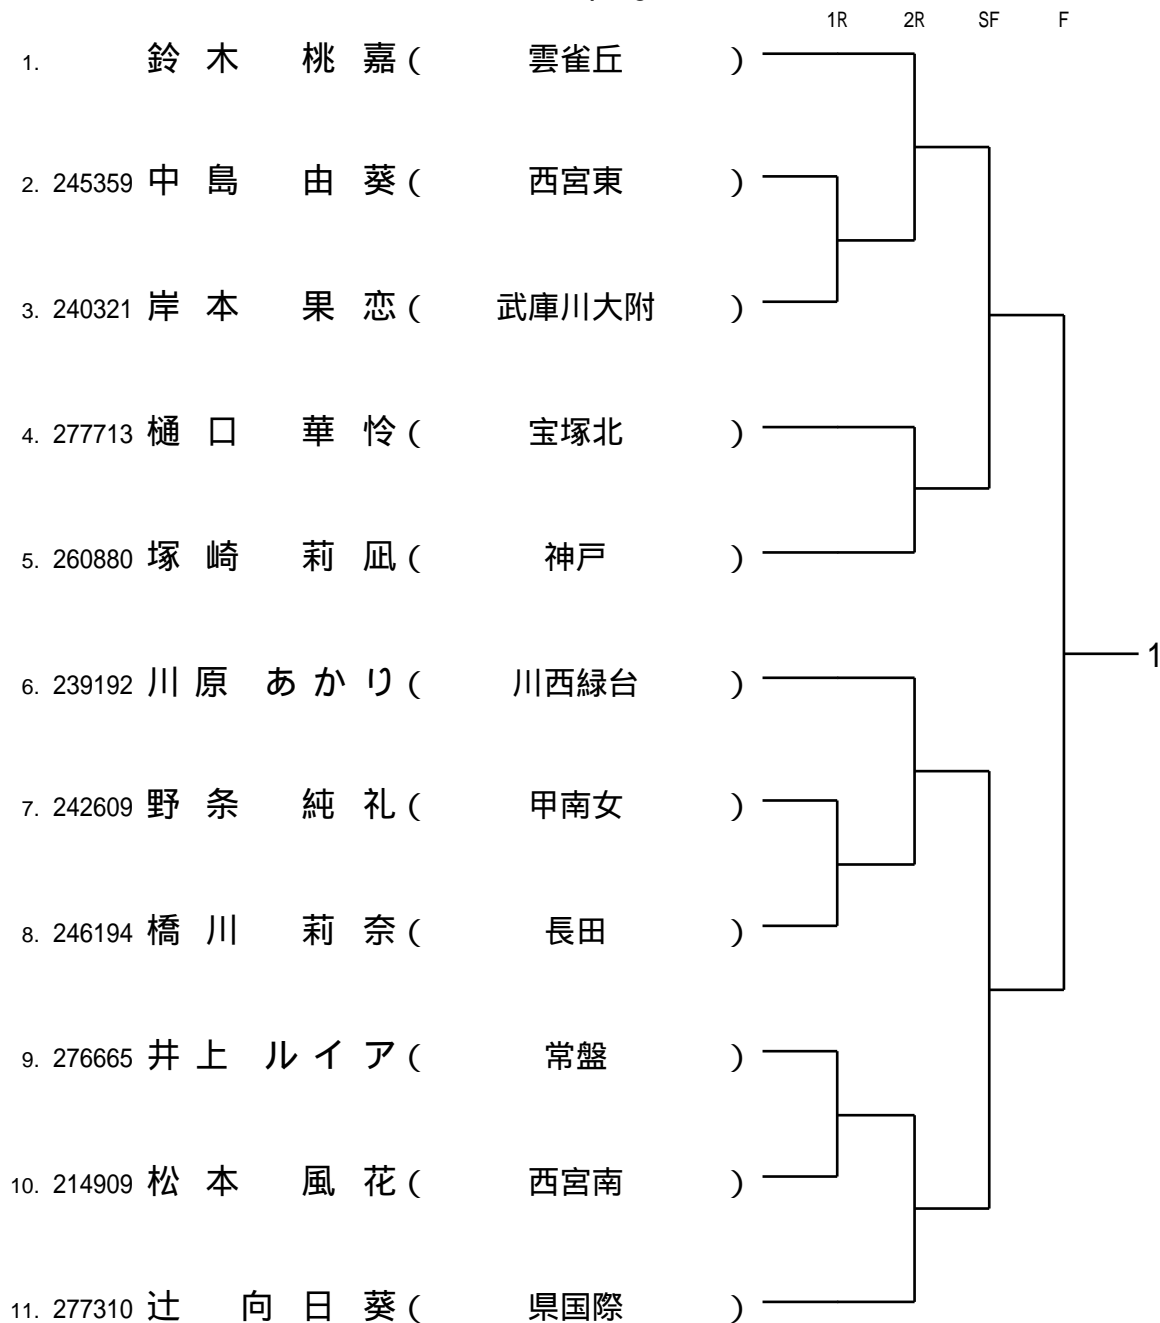 1R 2R SF F
1. 鈴木 桃嘉 ( 雲雀丘 )
2. 245359 中島 由葵 ( 西宮東 )
3. 240321 岸本 果恋 ( 武庫川大附 )
4. 277713 樋口 華怜 ( 宝塚北 )
5. 260880 塚崎 莉凪 ( 神戸 )
6. 239192 川原 あかり ( 川西緑台 )
1
7. 242609 野条 純礼 ( 甲南女 )
8. 246194 橋川 莉奈 ( 長田 )
9. 276665 井上 ルイア ( 常盤 )
10. 214909 松本 風花 ( 西宮南 )
11. 277310 辻 向日葵 ( 県国際 )